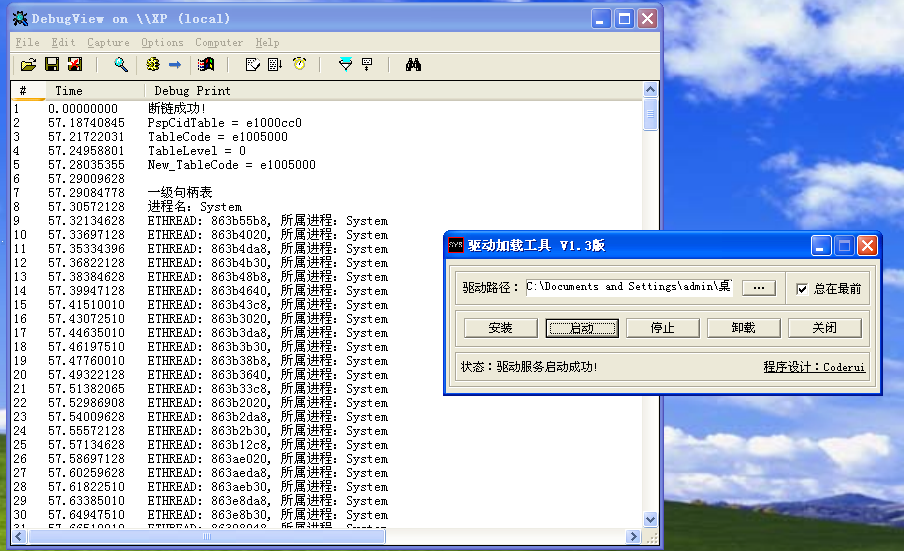 DebugView on \\XP (local)
File Edit Capture Options Computer Help
# Time Debug Print
1 0.00000000 断链成功!
2 57.18740845 PspCidTable = e1000cc0
3 57.21722031 TableCode = e1005000
4 57.24958801 TableLevel = 0
5 57.28035355 New_TableCode = e1005000
6 57.29009628
7 57.29084778 一级句柄表
8 57.30572128 进程名: System
9 57.32134628 ETHREAD: 863b55b8, 所属进程: System
10 57.33697128 ETHREAD: 863b4020, 所属进程: System
11 57.35334396 ETHREAD: 863b4da8, 所属进程: System
12 57.36822128 ETHREAD: 863b4b30, 所属进程: System
13 57.38384628 ETHREAD: 863b48b8, 所属进程: System
14 57.39947128 ETHREAD: 863b4640, 所属进程: System
15 57.41510010 ETHREAD: 863b43c8, 所属进程: System
16 57.43072510 ETHREAD: 863b3020, 所属进程: System
17 57.44635010 ETHREAD: 863b3da8, 所属进程: System
18 57.46197510 ETHREAD: 863b3b30, 所属进程: System
19 57.47760010 ETHREAD: 863b38b8, 所属进程: System
20 57.49322128 ETHREAD: 863b3640, 所属进程: System
21 57.51382065 ETHREAD: 863b33c8, 所属进程: System
22 57.52986908 ETHREAD: 863b2020, 所属进程: System
23 57.54009628 ETHREAD: 863b2da8, 所属进程: System
24 57.55572128 ETHREAD: 863b2b30, 所属进程: System
25 57.57134628 ETHREAD: 863b12c8, 所属进程: System
26 57.58697128 ETHREAD: 863ae020, 所属进程: System
27 57.60259628 ETHREAD: 863aeda8, 所属进程: System
28 57.61822510 ETHREAD: 863aeb30, 所属进程: System
29 57.63385010 ETHREAD: 863e8da8, 所属进程: System
30 57.64947510 ETHREAD: 863e8b30, 所属进程: System
SYS 驱动加载工具 V1.3版
驱动路径: C:\Documents and Settings\admin\桌 ... 总在最前
安装 启动 停止 卸载 关闭
状态:驱动服务启动成功! 程序设计:Coderui